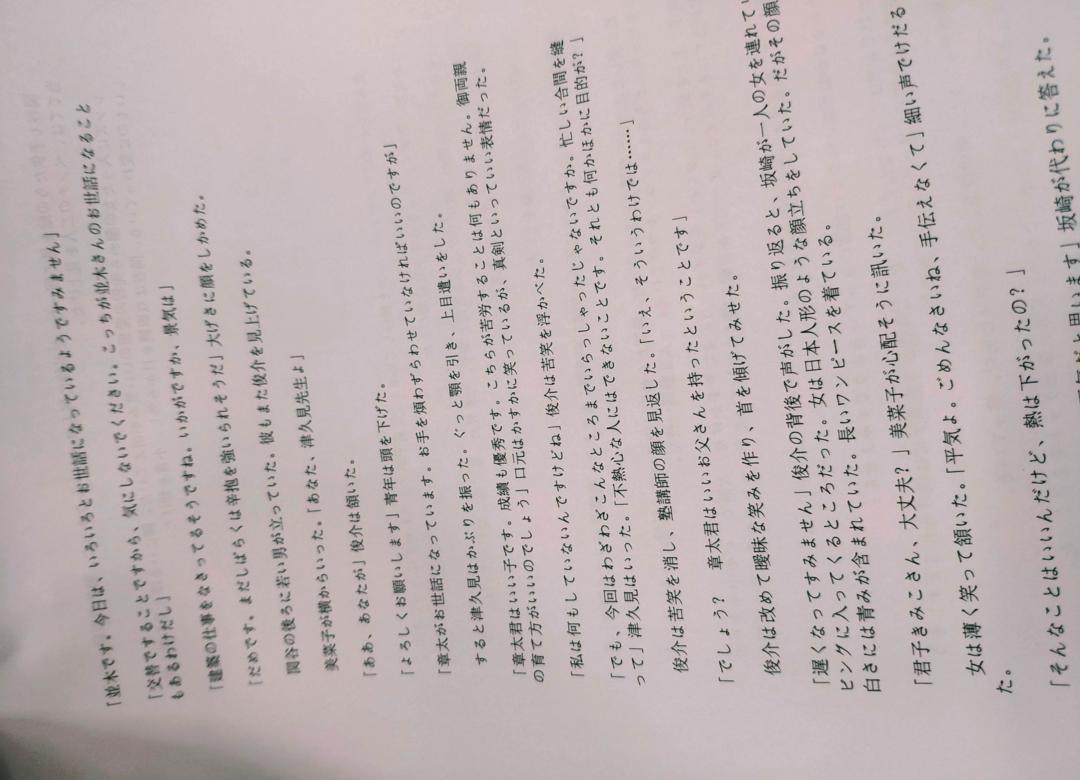 「並木です。今日は、いろいろとお世話になっているようですみません」
「交替ですることですから、気にしないでください。こっちが並木さんのお世話になること
もあるわけだし」
「建築の仕事をなさってるそうですね。いかがですか、景気は」
「だめです。まだしばらくは辛抱を強いられそうだ」大げさに顔をしかめた。
関谷の後ろに若い男が立っていた。彼もまた俊介を見上げている。
美菜子が横からいった。「あなた、津久見先生よ」
「ああ、あなたが」俊介は頷いた。
「よろしくお願いします」青年は頭を下げた。
「章太がお世話になっています。お手を煩わずらわせていなければいいのですが」
すると津久見はかぶりを振った。ぐっと顎を引き、上目遣いをした。
「章太君はいい子です。成績も優秀です。こちらが苦労することは何もありません。御両親
の育て方がいいのでしょう」口元はかすかに笑っているが、真剣といっていい表情だった。
「私は何もしていないんですけどね」俊介は苦笑を浮かべた。
「でも、今回はわざわざこんなところまでいらっしゃったじゃないですか。忙しい合間を縫
って」津久見はいった。「不熱心な人にはできないことです。それとも何かほかに目的が?」
俊介は苦笑を消し、塾講師の顔を見返した。「いえ、そういうわけでは……」
「でしょう? 章太君はいいお父さんを持ったということです」
俊介は改めて曖昧な笑みを作り、首を傾げてみせた。
「遅くなってすみません」俊介の背後で声がした。振り返ると、坂崎が一人の女を連れてい
ビングに入ってくるところだった。女は日本人形のような顔立ちをしていた。だがその顔
白さには青みが含まれていた。長いワンピースを着ている。
「君子きみこさん、大丈夫?」美菜子が心配そうに訊いた。
女は薄く笑って頷いた。「平気よ。ごめんなさいね、手伝えなくて」細い声でけだる
た。
「そんなことはいいんだけど、熱は下がったの?」
と思います」坂崎が代わりに答えた。